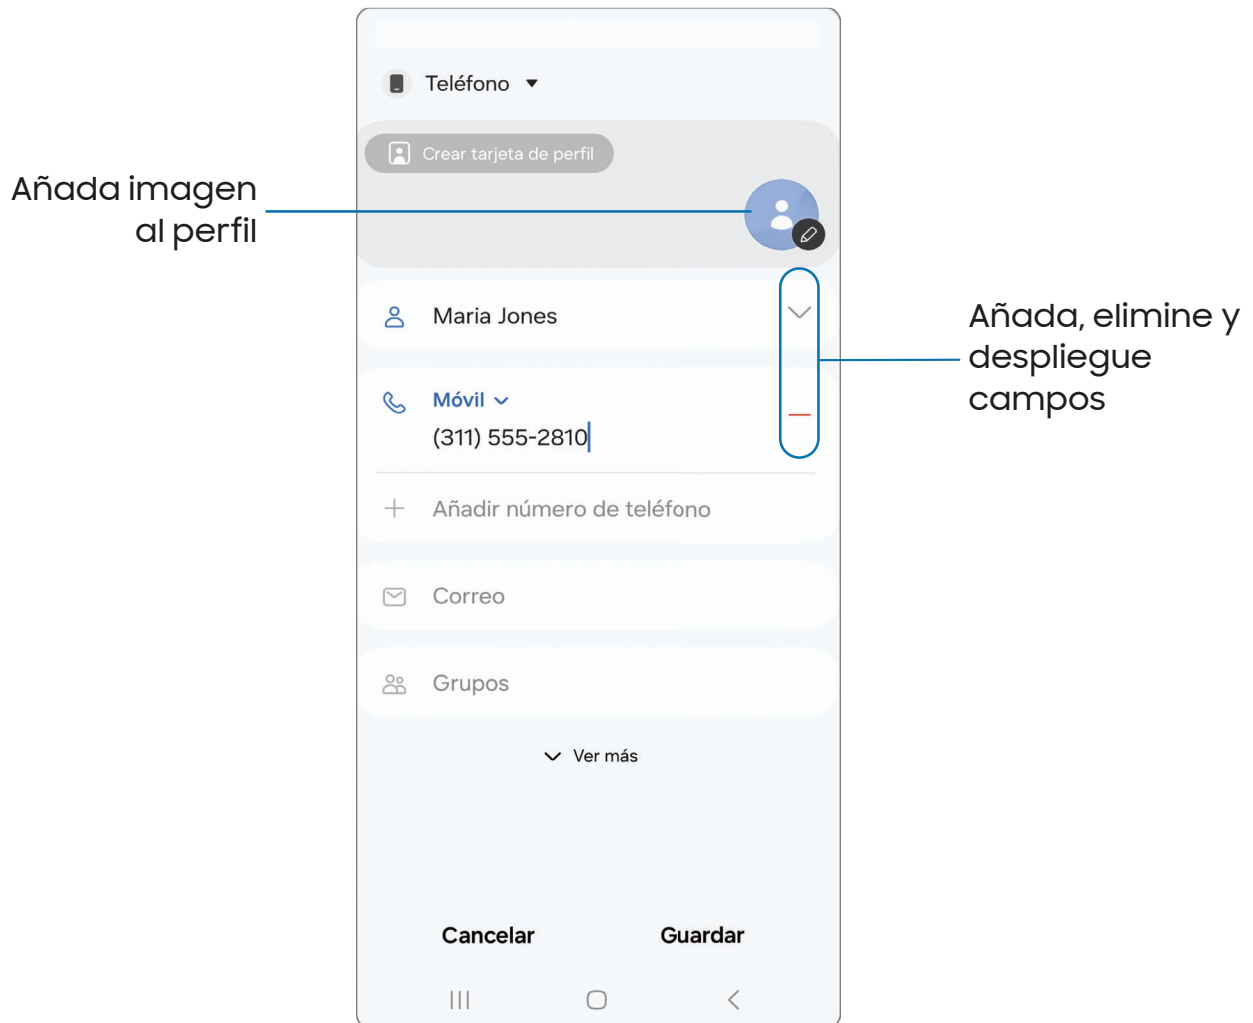 Teléfono
Crear tarjeta de perfil
Añada imagen
al perfil
Maria Jones
Añada, elimine y
despliegue
campos
Móvil
(311) 555-2810
Añadir número de teléfono
Correo
Grupos
Ver más
Cancelar
Guardar